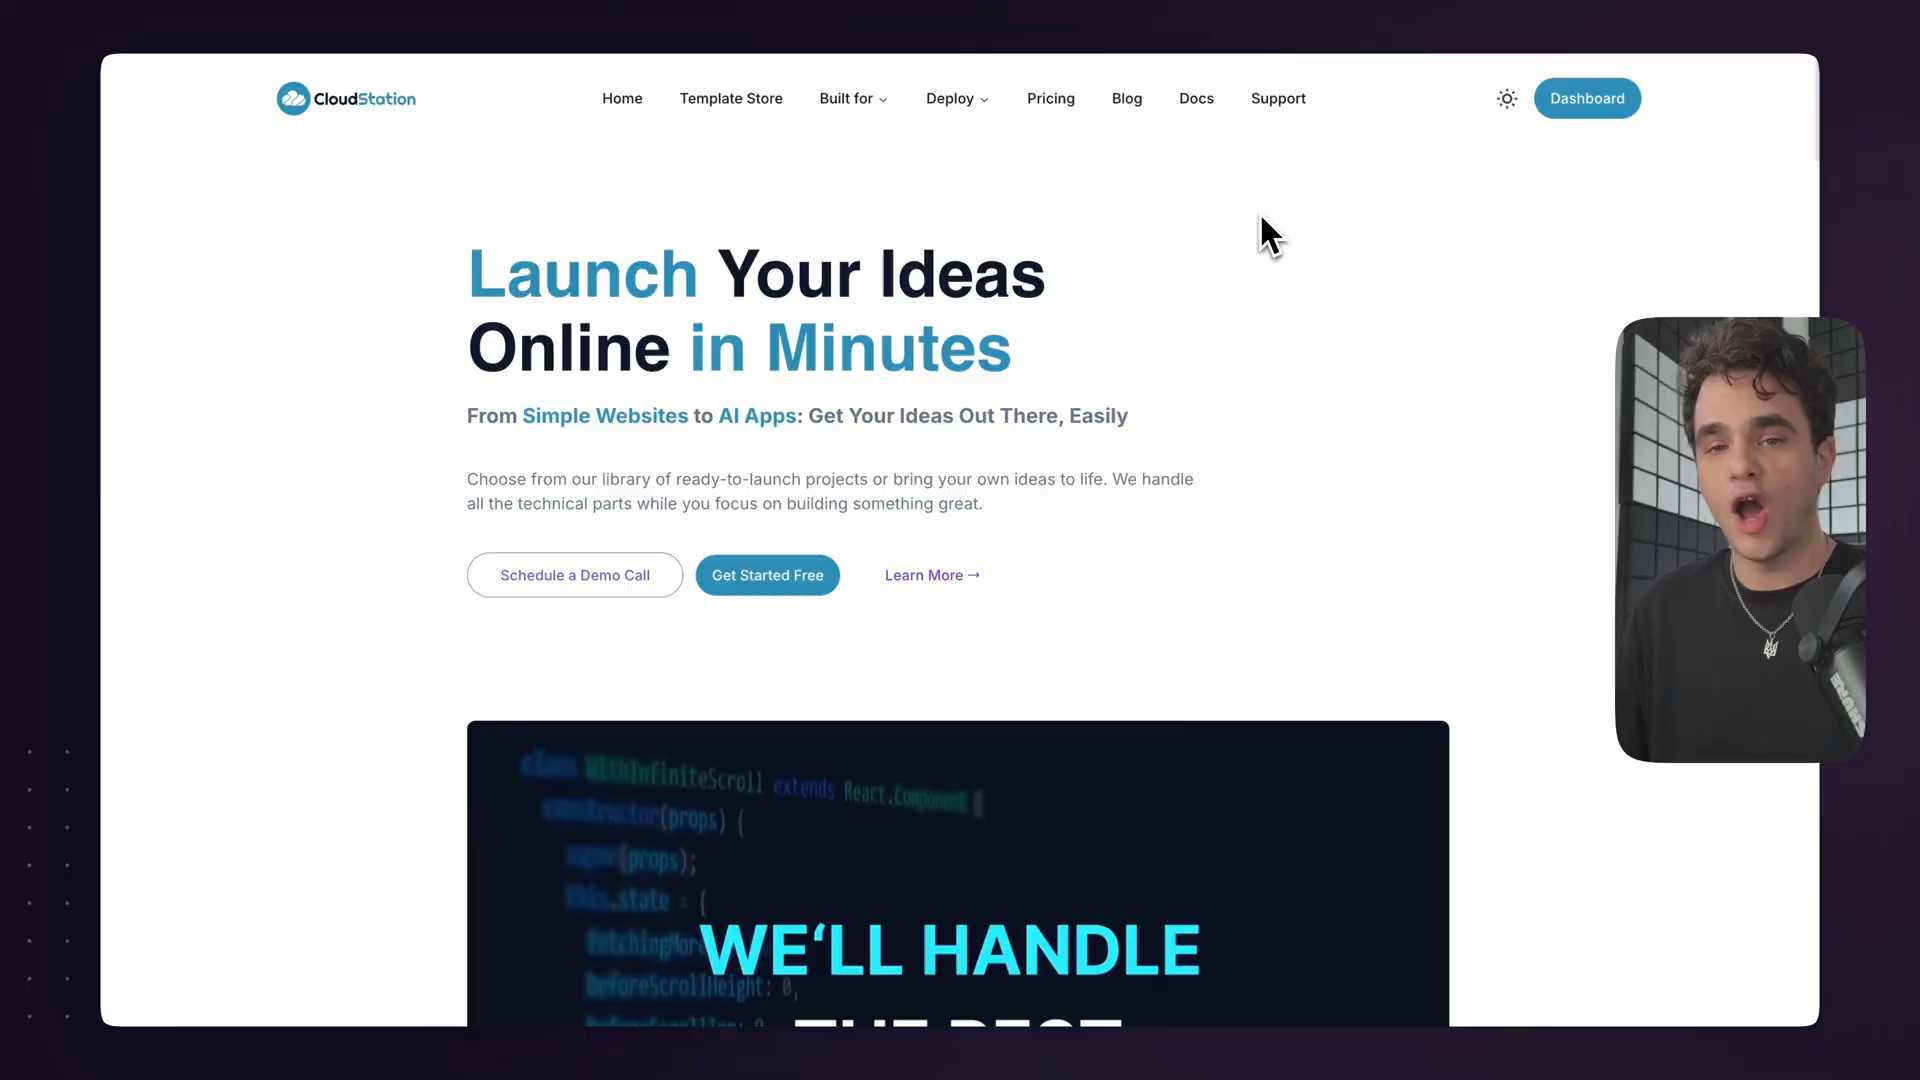 CloudStation
Home
Template Store
Built for
Deploy
Pricing
Blog
Docs
Support
Dashboard
Launch Your Ideas
Online in Minutes
From Simple Websites to AI Apps: Get Your Ideas Out There, Easily
Choose from our library of ready-to-launch projects or bring your own ideas to life. We handle
all the technical parts while you focus on building something great.
Schedule a Demo Call
Get Started Free
Learn More →
class WithInfiniteScroll extends React.Component {
constructor(props) {
super(props);
this.state = {
WE‘LL HANDLE
beforeScrollHeight: 0,
THE REST
SHURE